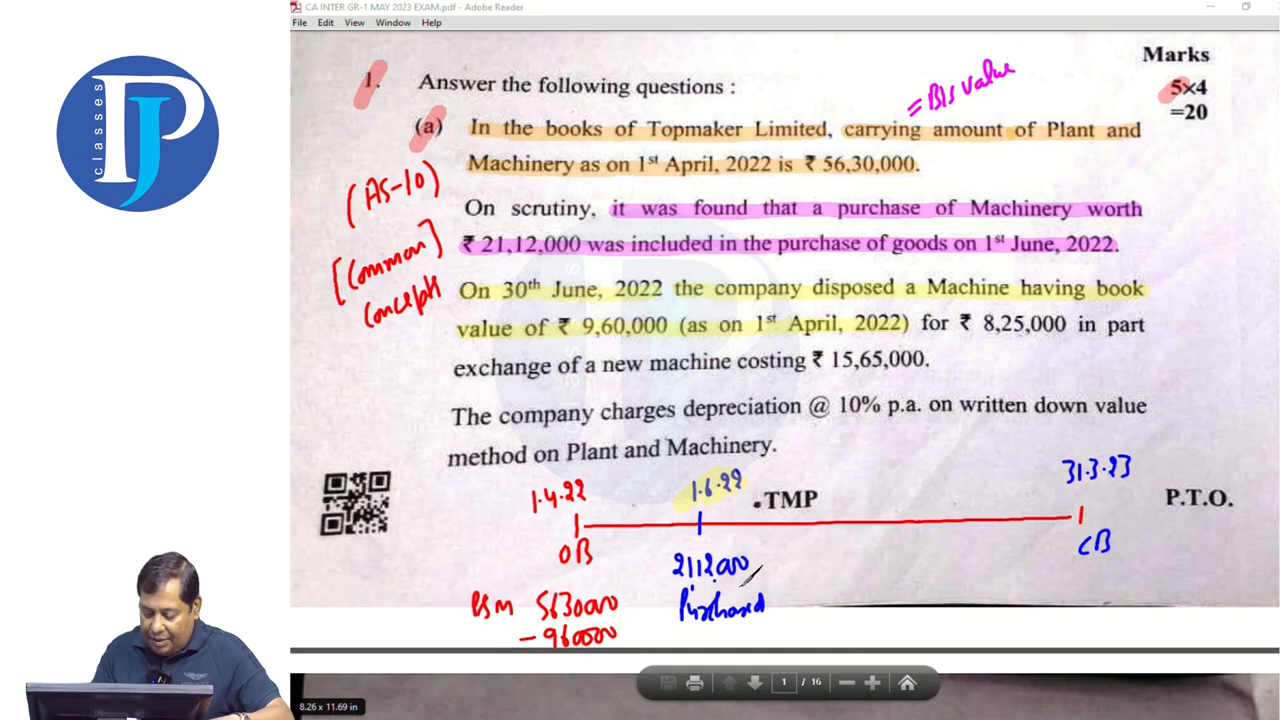 CA INTER GR-1 MAY 2023 EXAM.pdf - Adobe Reader
File Edit View Window Help
PJ
classes
Marks
1. Answer the following questions :
5×4
=20
= B/s value
(a) In the books of Topmaker Limited, carrying amount of Plant and
Machinery as on 1st April, 2022 is ₹ 56,30,000.
(AS-10)
On scrutiny, it was found that a purchase of Machinery worth
₹ 21,12,000 was included in the purchase of goods on 1st June, 2022.
[Common]
Concepts
On 30th June, 2022 the company disposed a Machine having book
value of ₹ 9,60,000 (as on 1st April, 2022) for ₹ 8,25,000 in part
exchange of a new machine costing ₹ 15,65,000.
The company charges depreciation @ 10% p.a. on written down value
method on Plant and Machinery.
1.4.22 1.6.22 31.3.23
TMP P.T.O.
OB CB
2112000
Purchased
P&M 5630000
- 960000
1 / 16
8.26 x 11.69 in